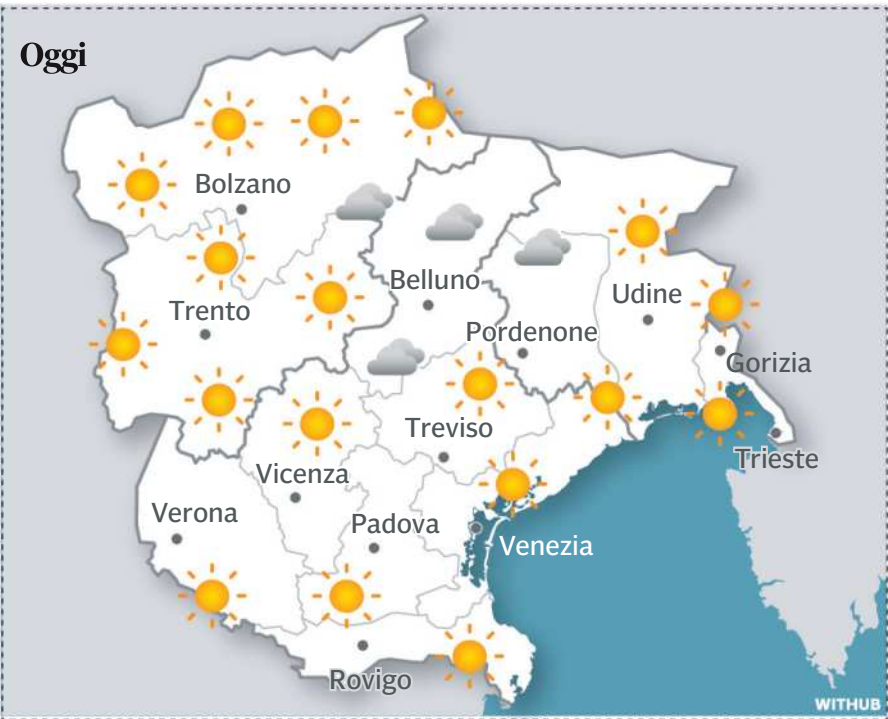 Oggi
Bolzano
Belluno
Udine
Trento
Pordenone
Gorizia
Treviso
Trieste
Vicenza
Verona
Padova
Venezia
Rovigo
WITHUB